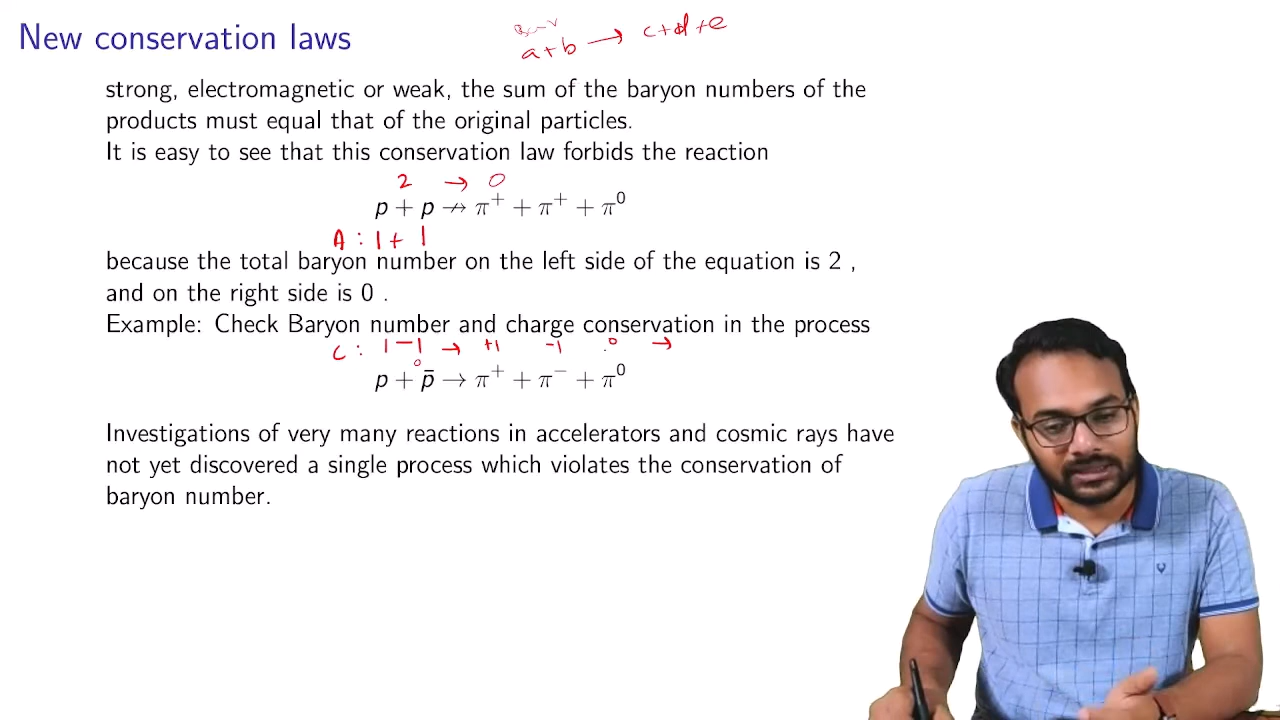 New conservation laws
a+b → c+d+e
strong, electromagnetic or weak, the sum of the baryon numbers of the
products must equal that of the original particles.
It is easy to see that this conservation law forbids the reaction
2 → 0
p + p ↛ π⁺ + π⁺ + π⁰
A : 1 + 1
because the total baryon number on the left side of the equation is 2 ,
and on the right side is 0 .
Example: Check Baryon number and charge conservation in the process
C : 1 −1 → +1 -1 0 →
0
p + p̄ → π⁺ + π⁻ + π⁰
Investigations of very many reactions in accelerators and cosmic rays have
not yet discovered a single process which violates the conservation of
baryon number.